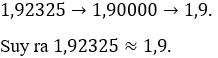 1,92325 → 1,90000 → 1,9.
Suy ra 1,92325 ≈ 1,9.